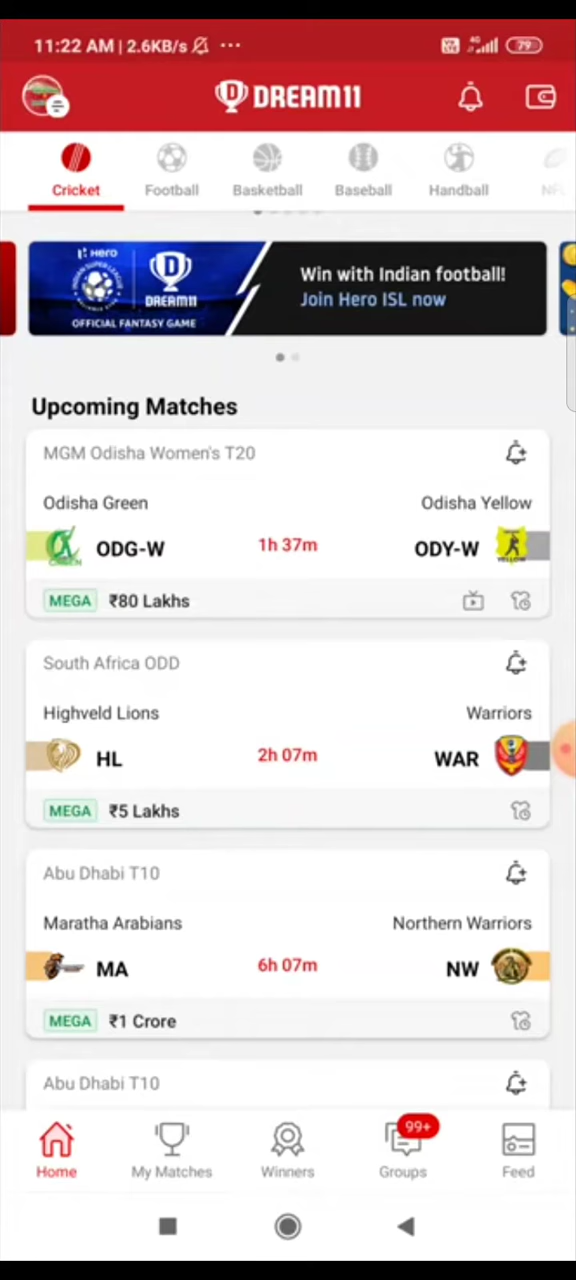 11:22 AM | 2.6KB/s ...
4G 79
DREAM11
Cricket Football Basketball Baseball Handball NFL
Hero
DREAM11
OFFICIAL FANTASY GAME
Win with Indian football!
Join Hero ISL now
Upcoming Matches
MGM Odisha Women's T20
Odisha Green Odisha Yellow
ODG-W 1h 37m ODY-W
MEGA ₹80 Lakhs
South Africa ODD
Highveld Lions Warriors
HL 2h 07m WAR
MEGA ₹5 Lakhs
Abu Dhabi T10
Maratha Arabians Northern Warriors
MA 6h 07m NW
MEGA ₹1 Crore
Abu Dhabi T10
99+
Home My Matches Winners Groups Feed